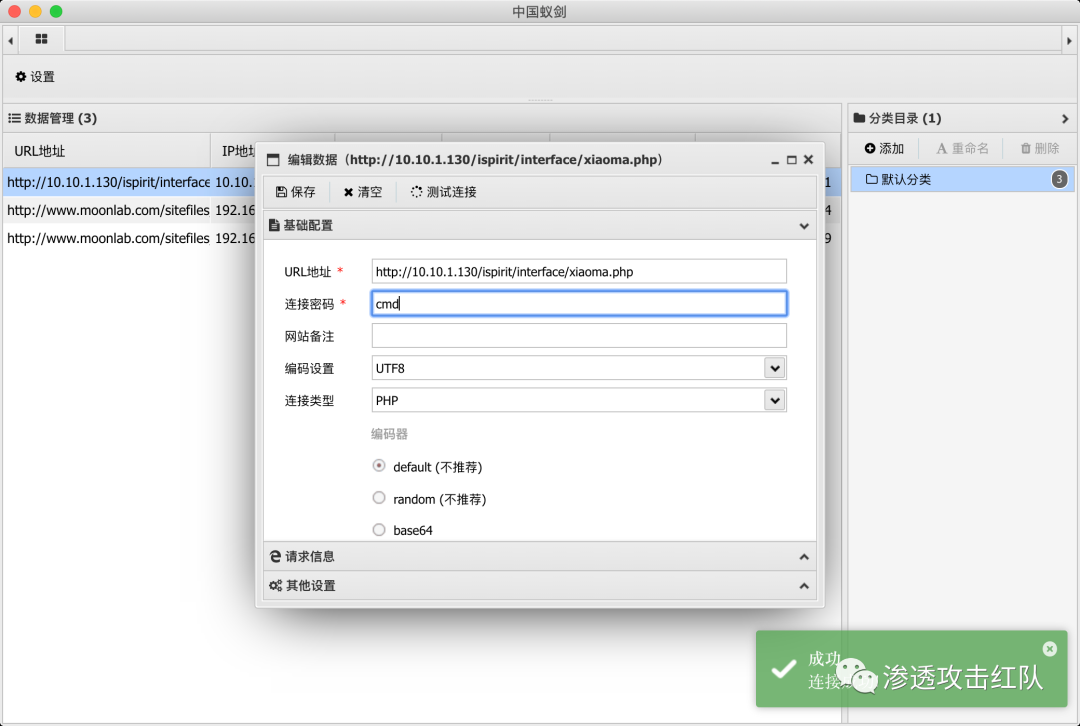 中国蚁剑
设置
数据管理 (3)
URL地址 IP地
http://10.10.1.130/ispirit/interface 10.10. 1
http://www.moonlab.com/sitefiles 192.16 4
http://www.moonlab.com/sitefiles 192.16 9
分类目录 (1)
添加 重命名 删除
默认分类 3
编辑数据（http://10.10.1.130/ispirit/interface/xiaoma.php）
保存 清空 测试连接
基础配置
URL地址 * http://10.10.1.130/ispirit/interface/xiaoma.php
连接密码 * cmd
网站备注
编码设置 UTF8
连接类型 PHP
编码器
default (不推荐)
random (不推荐)
base64
请求信息
其他设置
成功
连接
渗透攻击红队